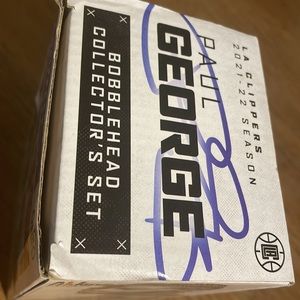 LA CLIPPERS
2021-22 SEASON
PAUL
GEORGE
BOBBLEHEAD
COLLECTOR'S SET